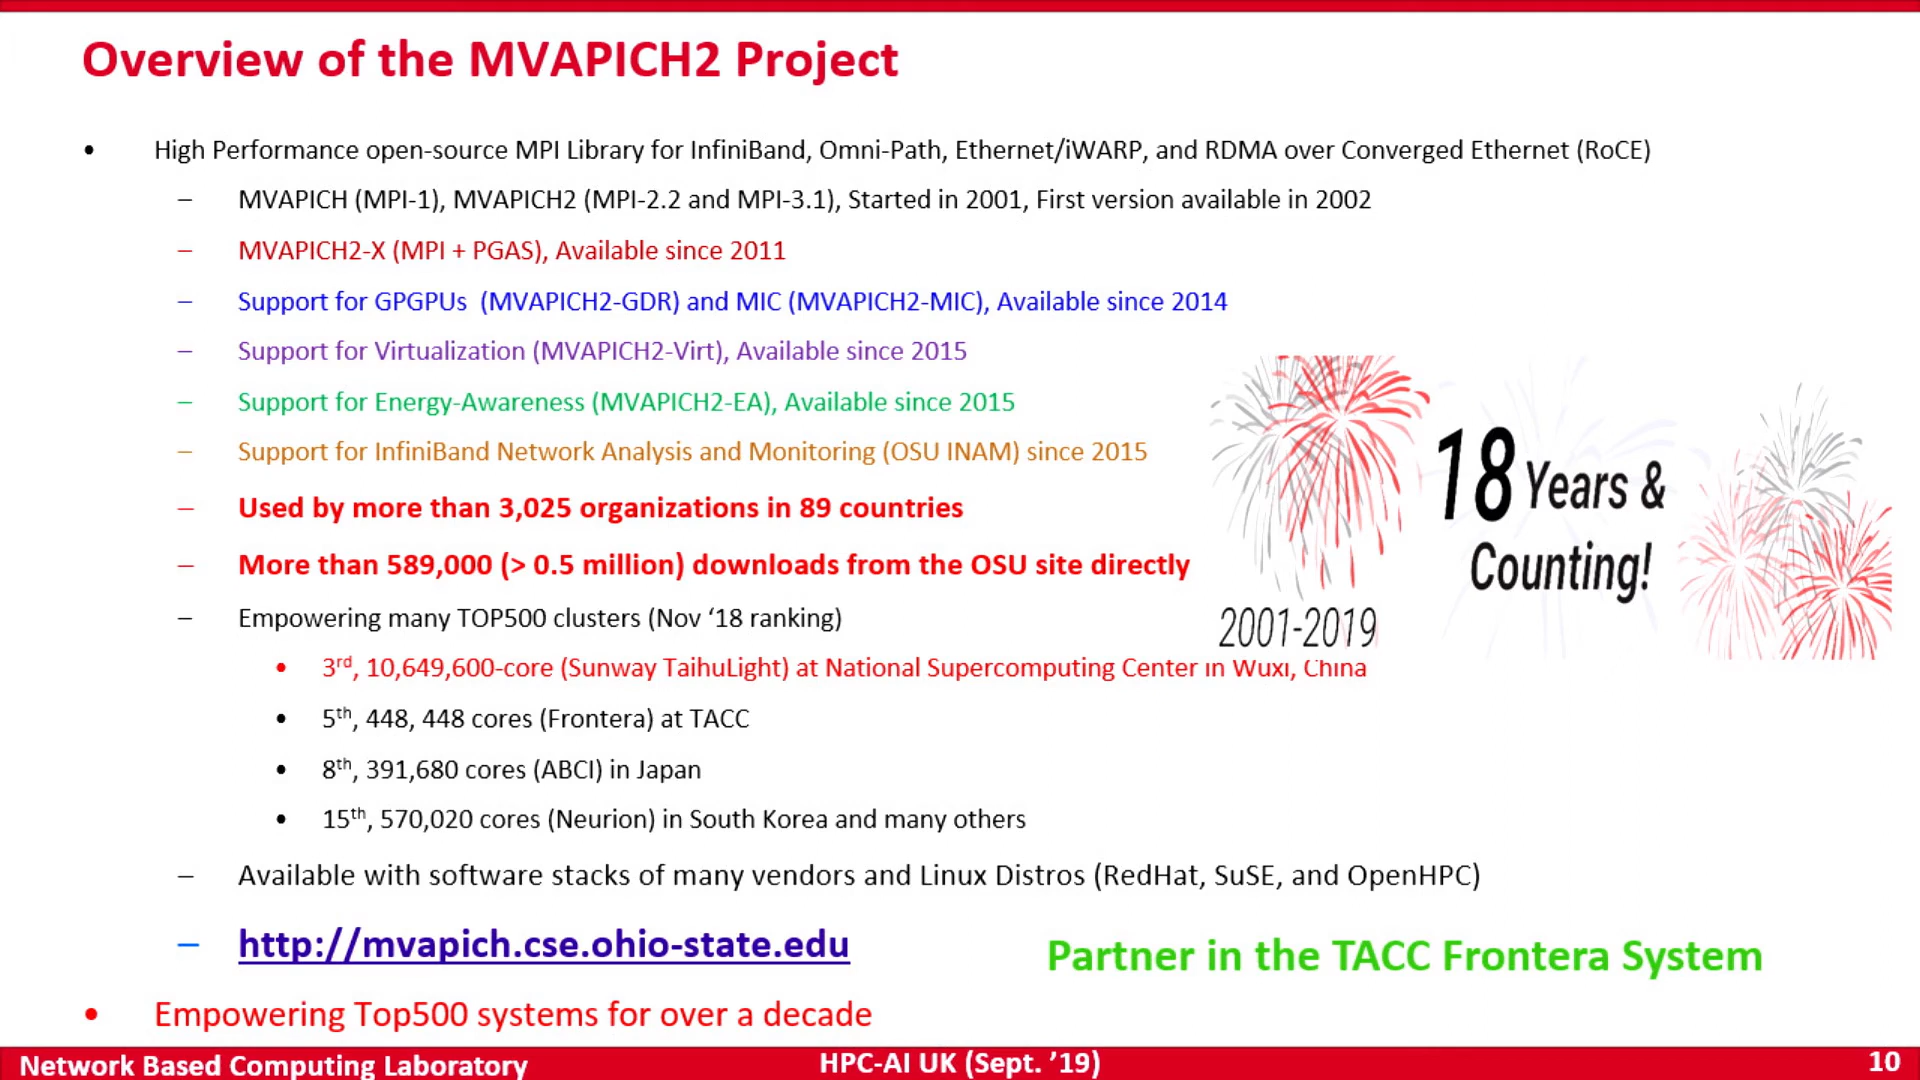 Overview of the MVAPICH2 Project
• High Performance open-source MPI Library for InfiniBand, Omni-Path, Ethernet/iWARP, and RDMA over Converged Ethernet (RoCE)
– MVAPICH (MPI-1), MVAPICH2 (MPI-2.2 and MPI-3.1), Started in 2001, First version available in 2002
– MVAPICH2-X (MPI + PGAS), Available since 2011
– Support for GPGPUs (MVAPICH2-GDR) and MIC (MVAPICH2-MIC), Available since 2014
– Support for Virtualization (MVAPICH2-Virt), Available since 2015
– Support for Energy-Awareness (MVAPICH2-EA), Available since 2015
– Support for InfiniBand Network Analysis and Monitoring (OSU INAM) since 2015
– Used by more than 3,025 organizations in 89 countries
– More than 589,000 (> 0.5 million) downloads from the OSU site directly
– Empowering many TOP500 clusters (Nov ‘18 ranking)
• 3rd, 10,649,600-core (Sunway TaihuLight) at National Supercomputing Center in Wuxi, China
• 5th, 448, 448 cores (Frontera) at TACC
• 8th, 391,680 cores (ABCI) in Japan
• 15th, 570,020 cores (Neurion) in South Korea and many others
– Available with software stacks of many vendors and Linux Distros (RedHat, SuSE, and OpenHPC)
– http://mvapich.cse.ohio-state.edu
• Empowering Top500 systems for over a decade
18 Years &
Counting!
2001-2019
Partner in the TACC Frontera System
Network Based Computing Laboratory
HPC-AI UK (Sept. ’19)
10